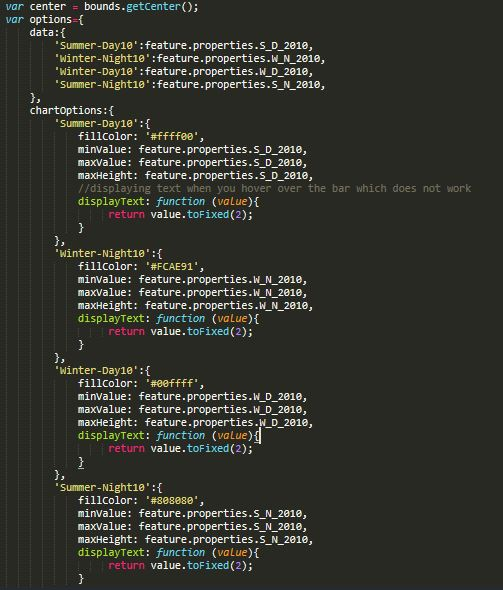 var center = bounds.getCenter();
var options={
data:{
'Summer-Day10':feature.properties.S_D_2010,
'Winter-Night10':feature.properties.W_N_2010,
'Winter-Day10':feature.properties.W_D_2010,
'Summer-Night10':feature.properties.S_N_2010,
},
chartOptions:{
'Summer-Day10':{
fillColor: '#ffff00',
minValue: feature.properties.S_D_2010,
maxValue: feature.properties.S_D_2010,
maxHeight: feature.properties.S_D_2010,
//displaying text when you hover over the bar which does not work
displayText: function (value){
return value.toFixed(2);
}
},
'Winter-Night10':{
fillColor: '#FCAE91',
minValue: feature.properties.W_N_2010,
maxValue: feature.properties.W_N_2010,
maxHeight: feature.properties.W_N_2010,
displayText: function (value){
return value.toFixed(2);
}
},
'Winter-Day10':{
fillColor: '#00ffff',
minValue: feature.properties.W_D_2010,
maxValue: feature.properties.W_D_2010,
maxHeight: feature.properties.W_D_2010,
displayText: function (value){
return value.toFixed(2);
}
},
'Summer-Night10':{
fillColor: '#808080',
minValue: feature.properties.S_N_2010,
maxValue: feature.properties.S_N_2010,
maxHeight: feature.properties.S_N_2010,
displayText: function (value){
return value.toFixed(2);
}